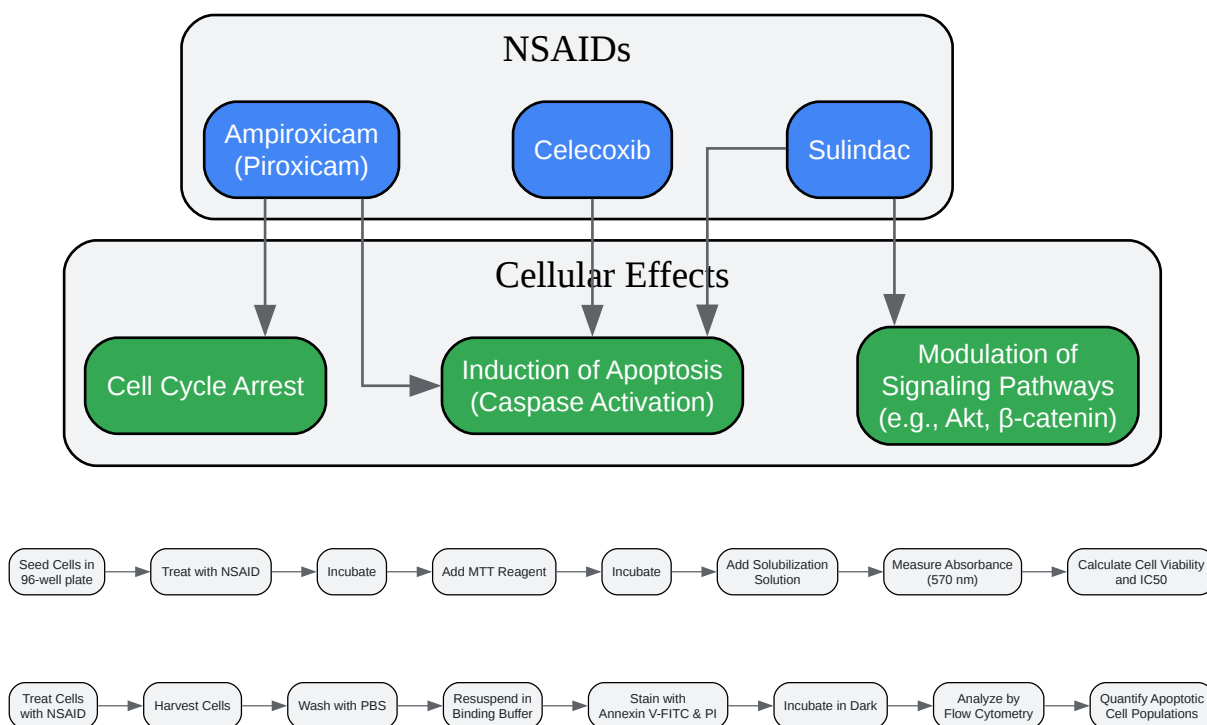 NSAIDs
Ampiroxicam
(Piroxicam)
Celecoxib
Sulindac
Cellular Effects
Cell Cycle Arrest
Induction of Apoptosis
(Caspase Activation)
Modulation of
Signaling Pathways
(e.g., Akt, β-catenin)
Seed Cells in
96-well plate
Treat with NSAID
Incubate
Add MTT Reagent
Incubate
Add Solubilization
Solution
Measure Absorbance
(570 nm)
Calculate Cell Viability
and IC50
Treat Cells
with NSAID
Harvest Cells
Wash with PBS
Resuspend in
Binding Buffer
Stain with
Annexin V-FITC & PI
Incubate in Dark
Analyze by
Flow Cytometry
Quantify Apoptotic
Cell Populations